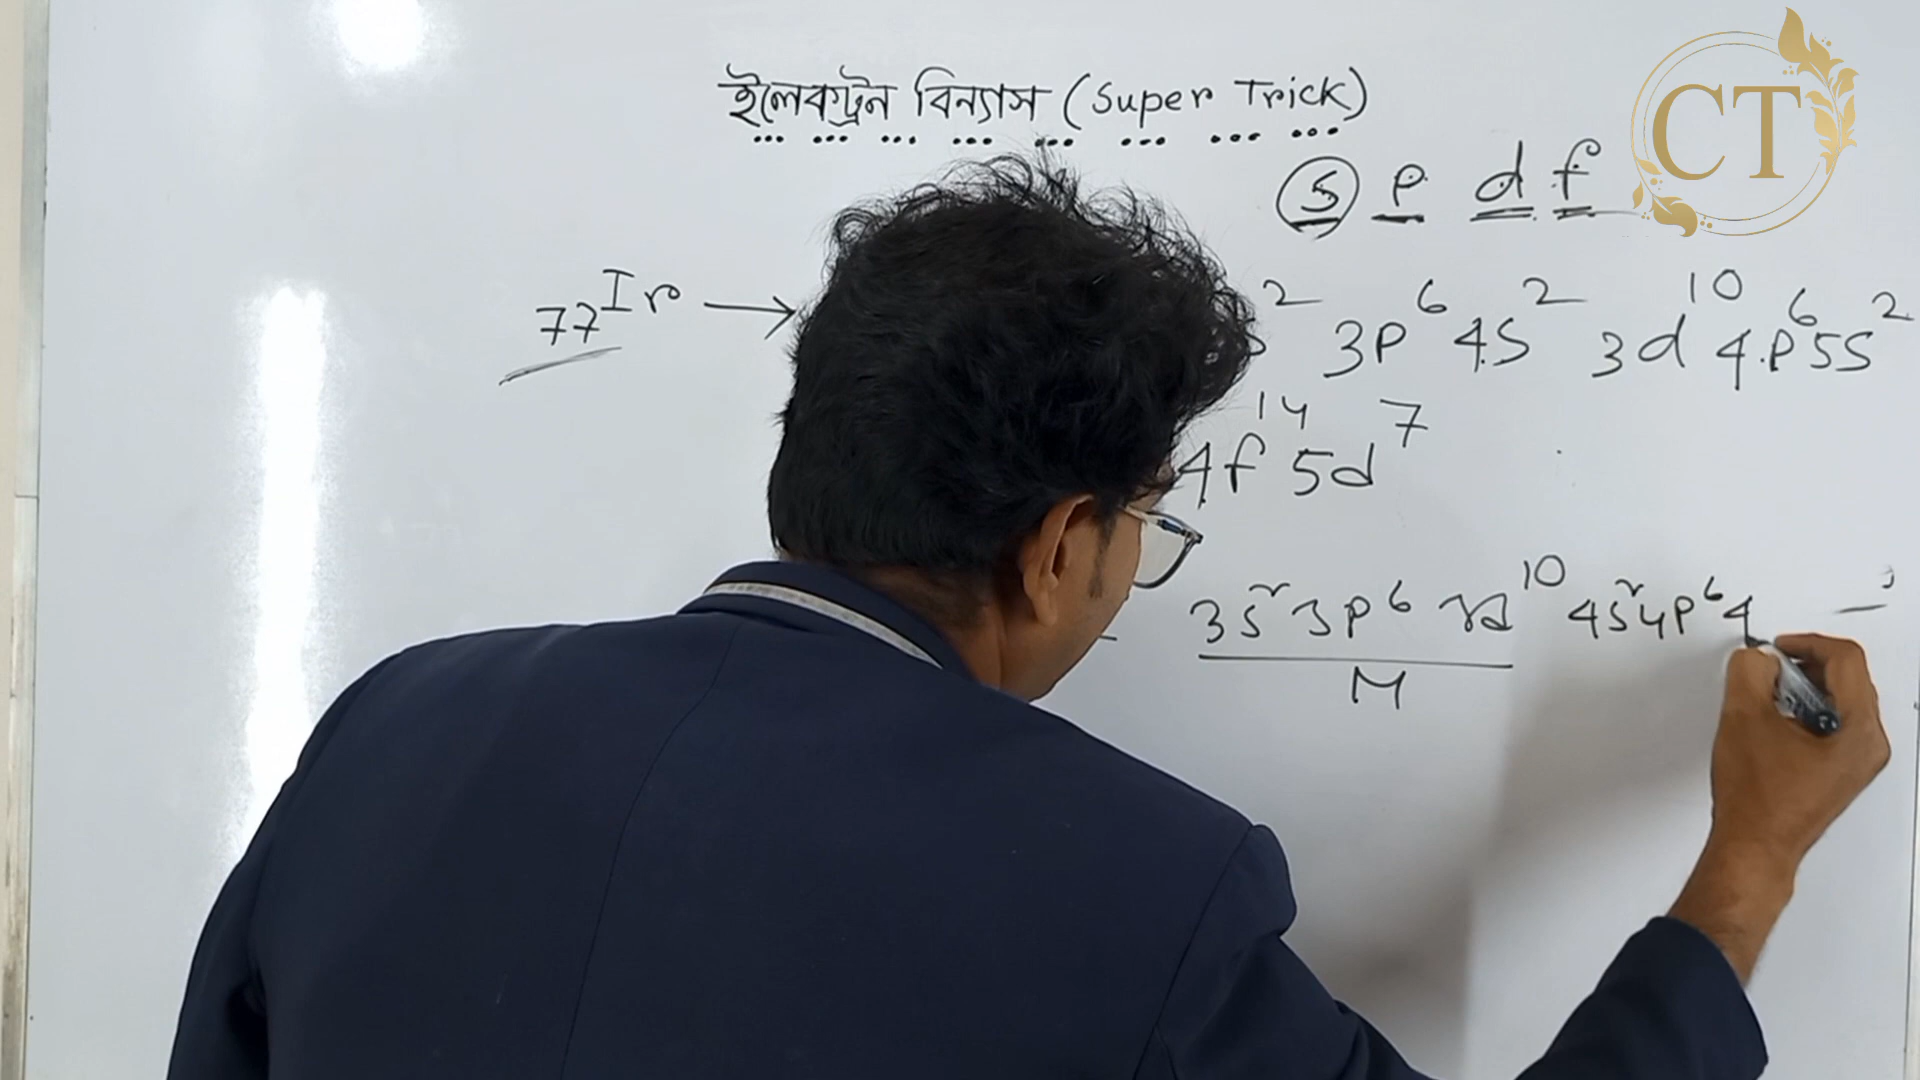 ইলেকট্রন বিন্যাস (Super Trick)
CT
s p d f
77Ir → s² 3p⁶ 4s² 3d¹⁰ 4p⁶ 5s²
4f¹⁴ 5d⁷
3s² 3p⁶ 3d¹⁰ 4s² 4p⁶ 4
M